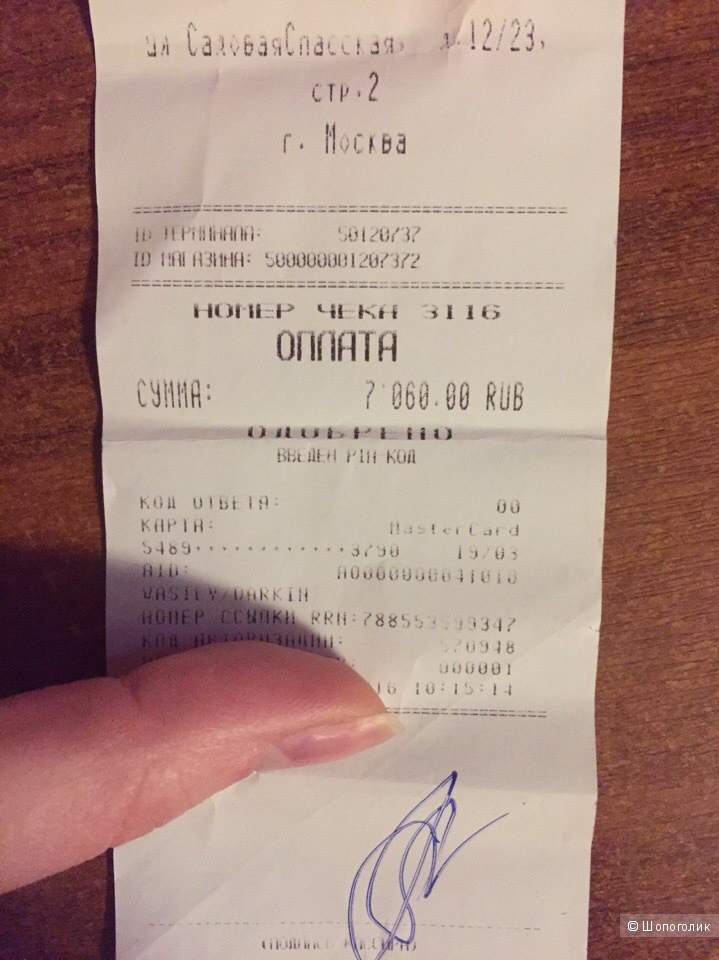 ул СадоваяСпасская, д.12/23,
стр.2
г. Москва
ID ТЕРМИНАЛА: 50120737
ID МАГАЗИНА: 500000001207372
НОМЕР ЧЕКА 3116
ОПЛАТА
СУММА: 7'060.00 RUB
ОДОБРЕНО
ВВЕДЕН PIN-КОД
КОД ОТВЕТА: 00
КАРТА: MasterCard
5489************3790 19/03
AID: A0000000041010
НОМЕР ССЫЛКИ RRN:
КОД АВТОРИЗАЦИИ:
000001
16 10:15:14
(подпись кассира)
© Шопоголик